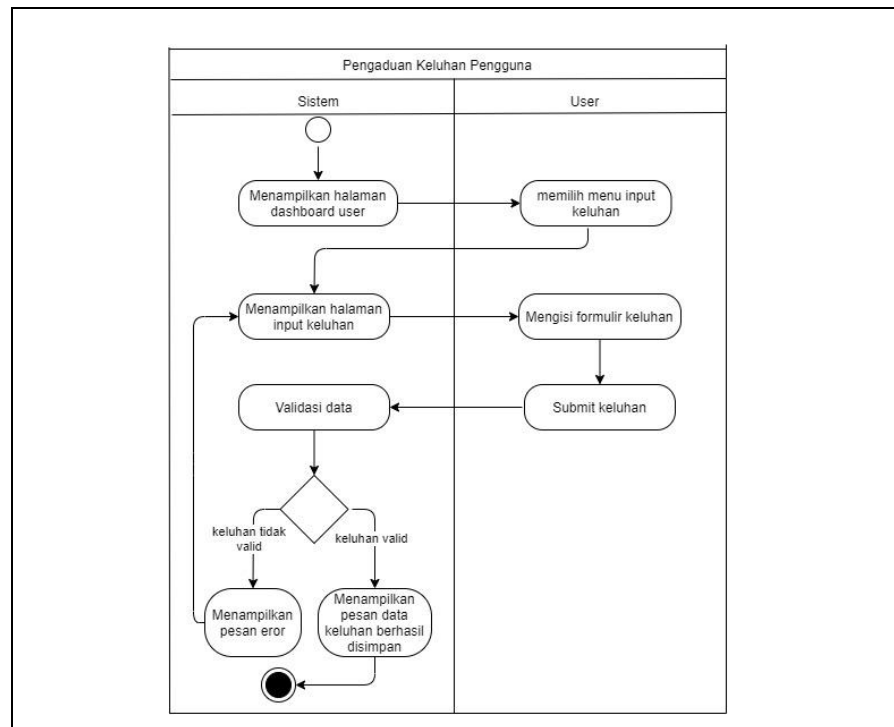 Pengaduan Keluhan Pengguna
Sistem
User
Menampilkan halaman
dashboard user
memilih menu input
keluhan
Menampilkan halaman
input keluhan
Mengisi formulir keluhan
Validasi data
Submit keluhan
keluhan tidak
valid
keluhan valid
Menampilkan
pesan eror
Menampilkan
pesan data
keluhan berhasil
disimpan